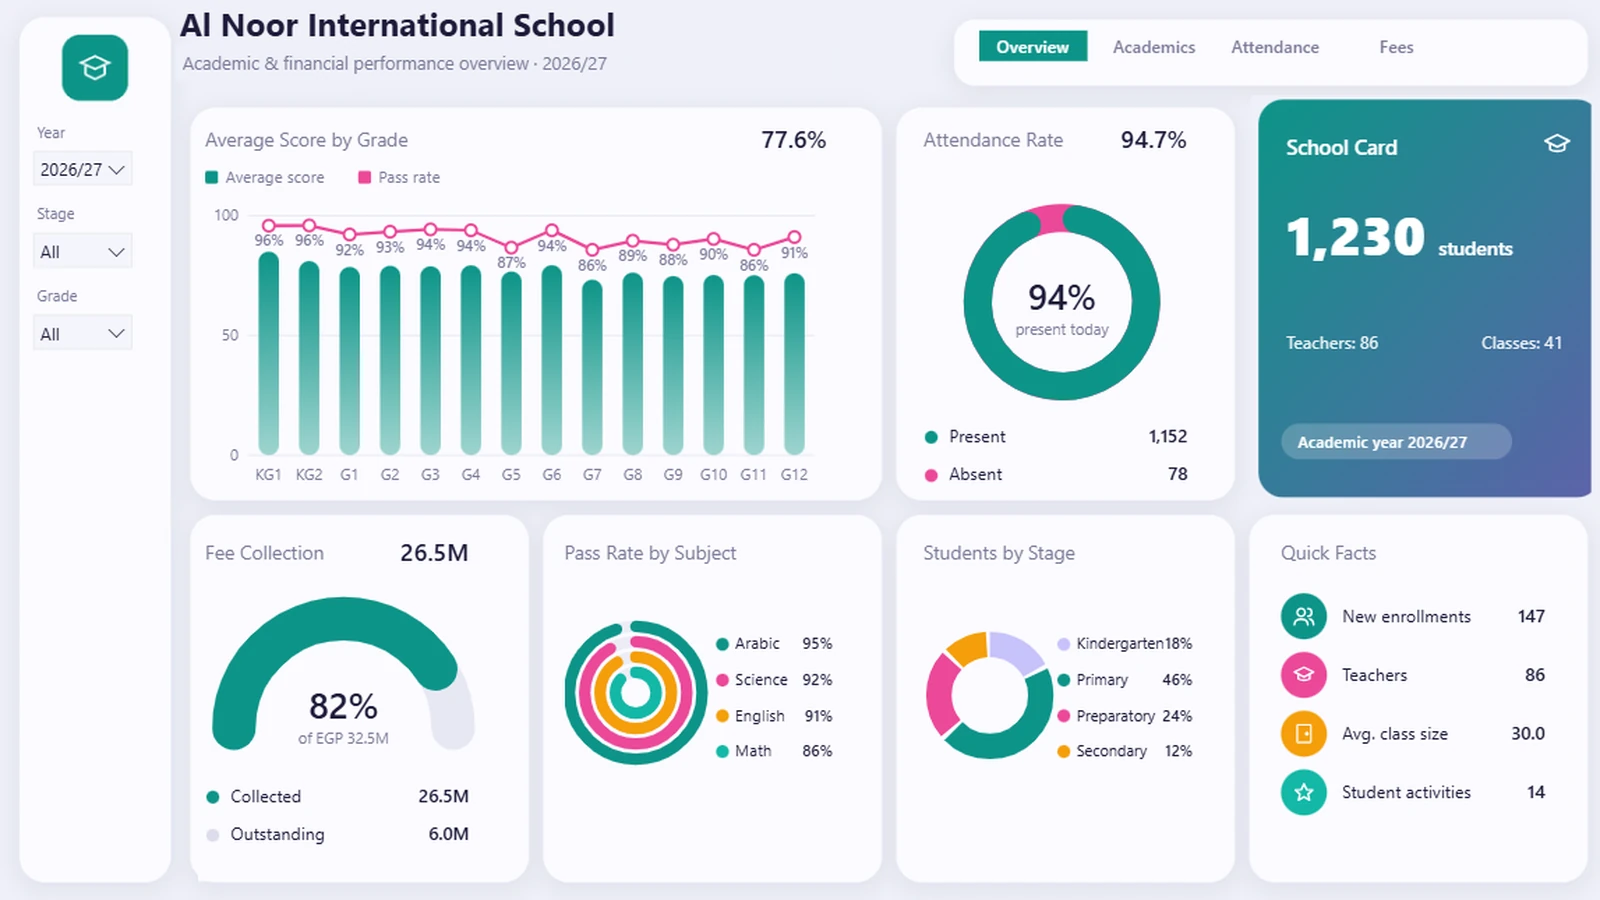 Al Noor International School
Academic & financial performance overview · 2026/27
Overview
Academics
Attendance
Fees
Year
2026/27
Stage
All
Grade
All
Average Score by Grade
77.6%
Average score
Pass rate
100
50
0
96% 96% 92% 93% 94% 94% 87% 94% 86% 89% 88% 90% 86% 91%
KG1 KG2 G1 G2 G3 G4 G5 G6 G7 G8 G9 G10 G11 G12
Attendance Rate
94.7%
94%
present today
Present 1,152
Absent 78
School Card
1,230 students
Teachers: 86
Classes: 41
Academic year 2026/27
Fee Collection
26.5M
82%
of EGP 32.5M
Collected 26.5M
Outstanding 6.0M
Pass Rate by Subject
Arabic 95%
Science 92%
English 91%
Math 86%
Students by Stage
Kindergarten 18%
Primary 46%
Preparatory 24%
Secondary 12%
Quick Facts
New enrollments 147
Teachers 86
Avg. class size 30.0
Student activities 14